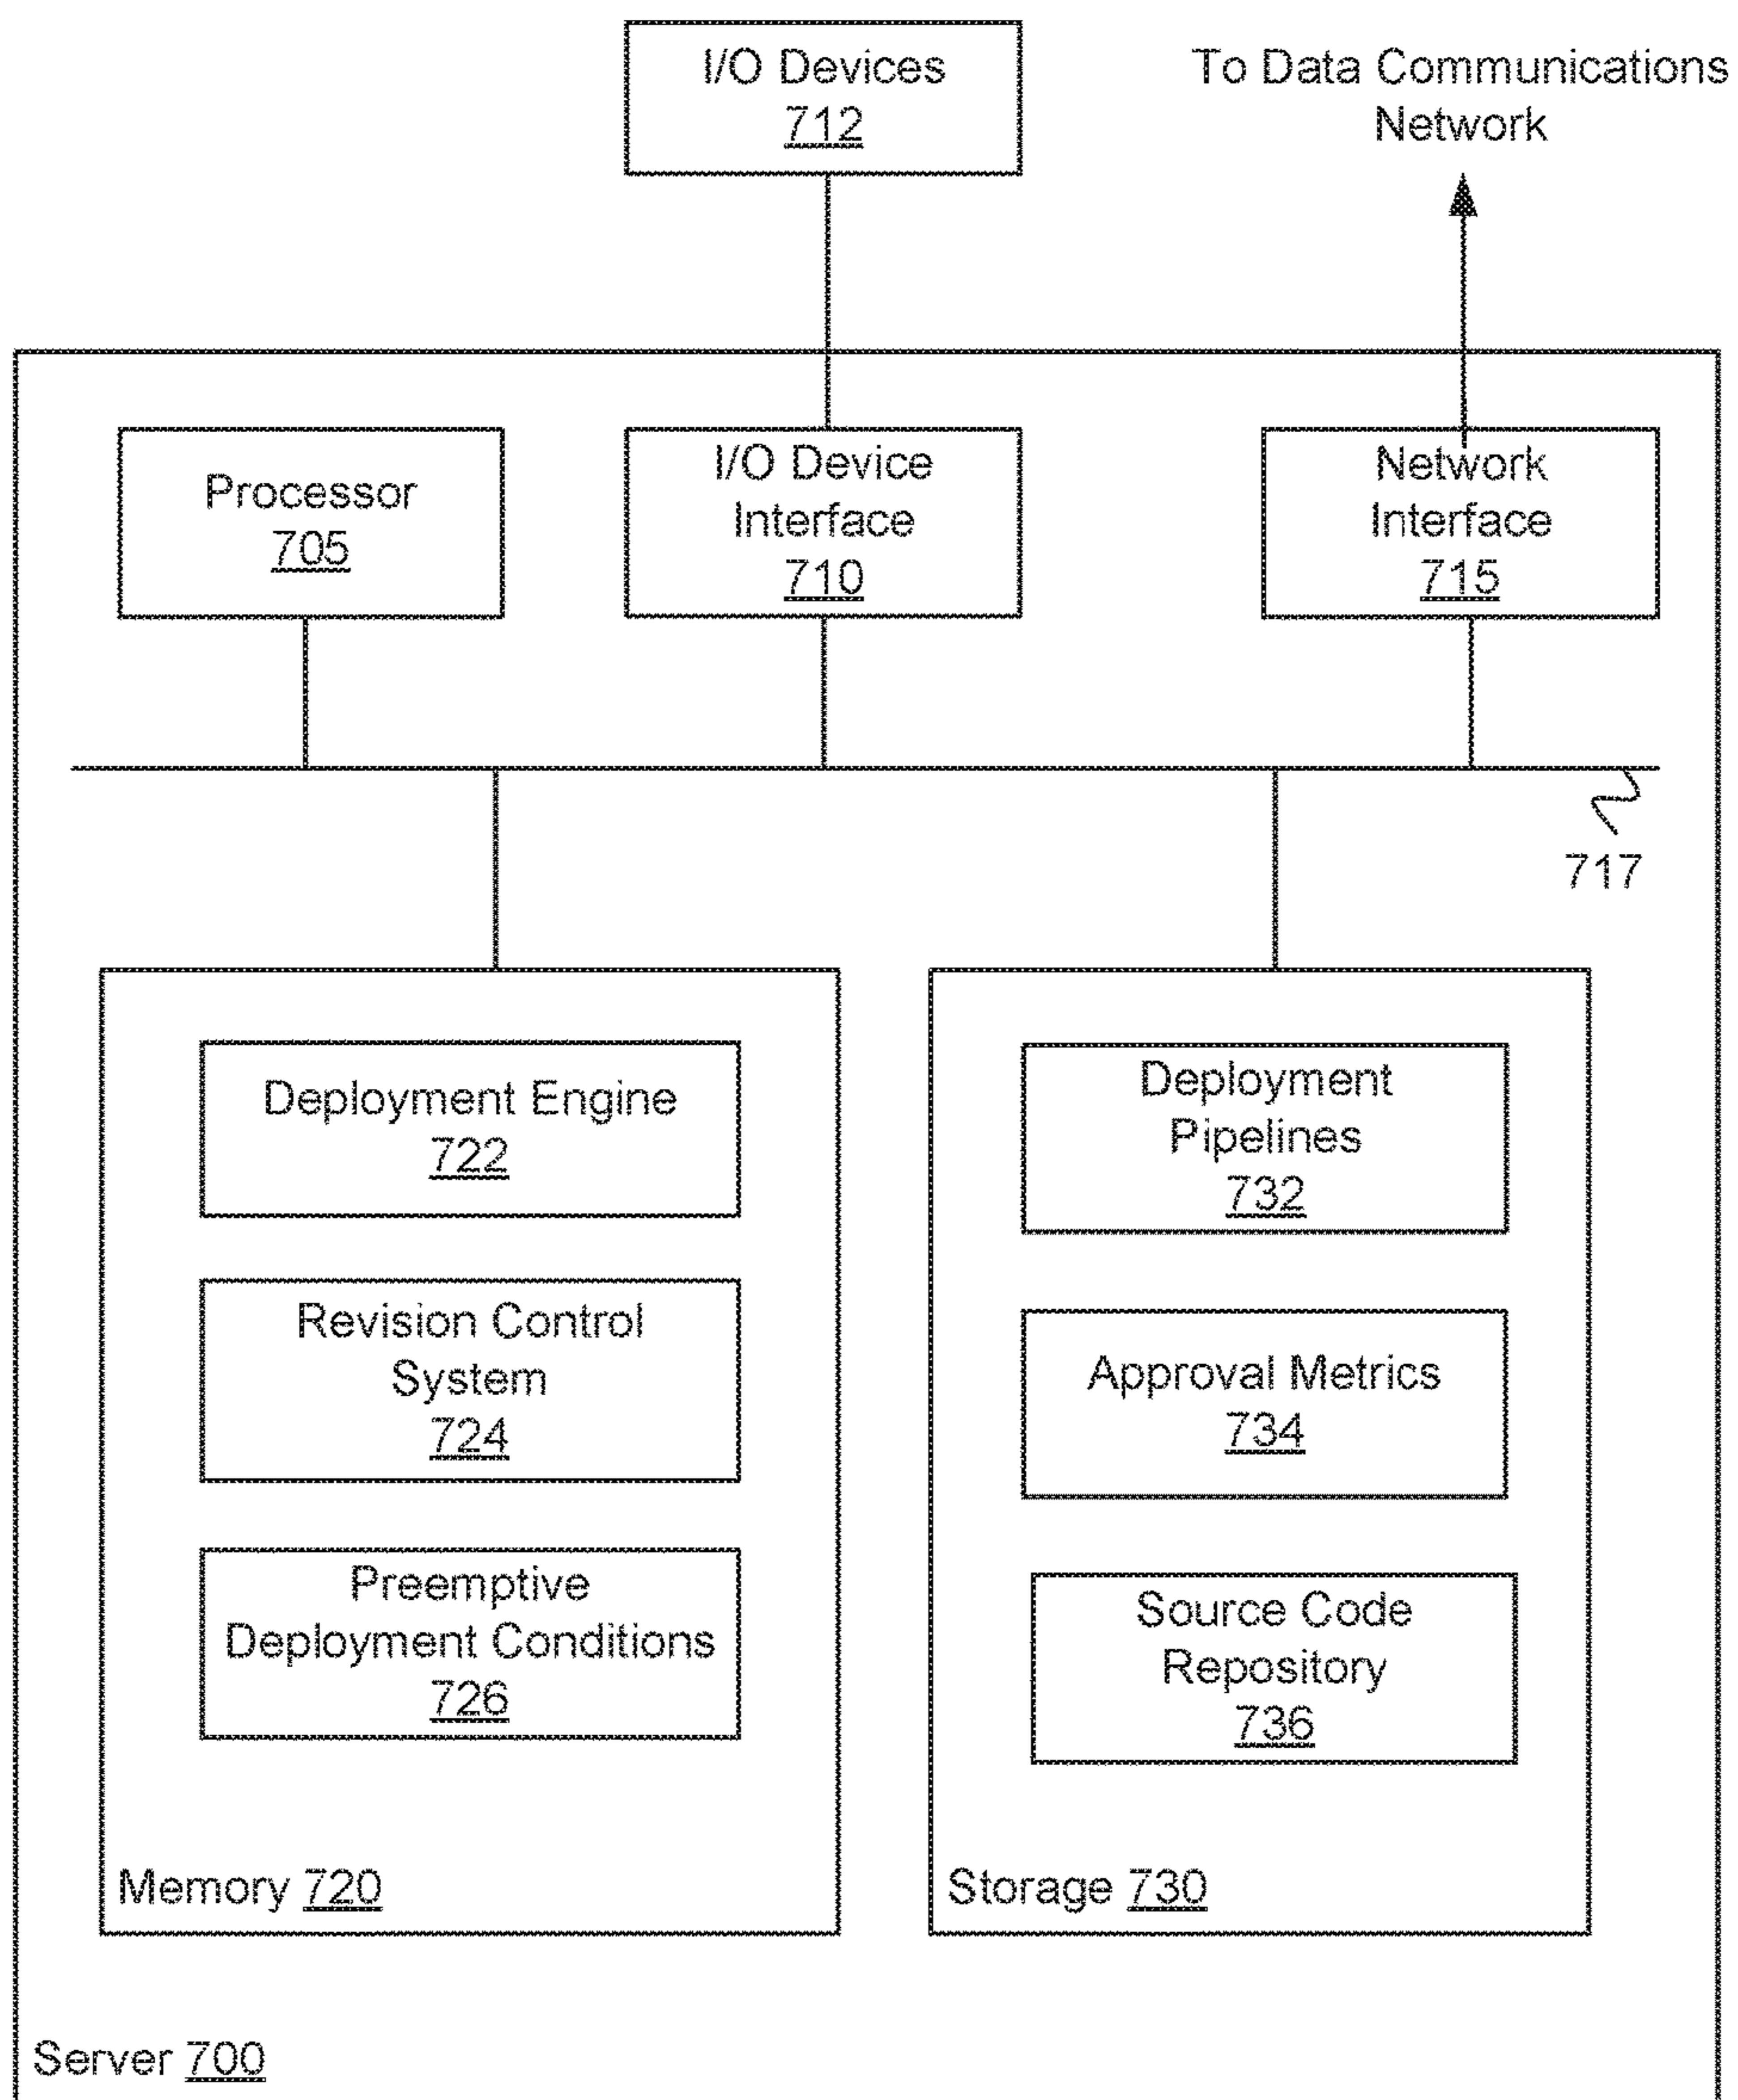 I/O Devices
712
To Data Communications
Network
Processor
705
I/O Device
Interface
710
Network
Interface
715
717
Deployment Engine
722
Revision Control
System
724
Preemptive
Deployment Conditions
726
Memory 720
Deployment
Pipelines
732
Approval Metrics
734
Source Code
Repository
736
Storage 730
Server 700